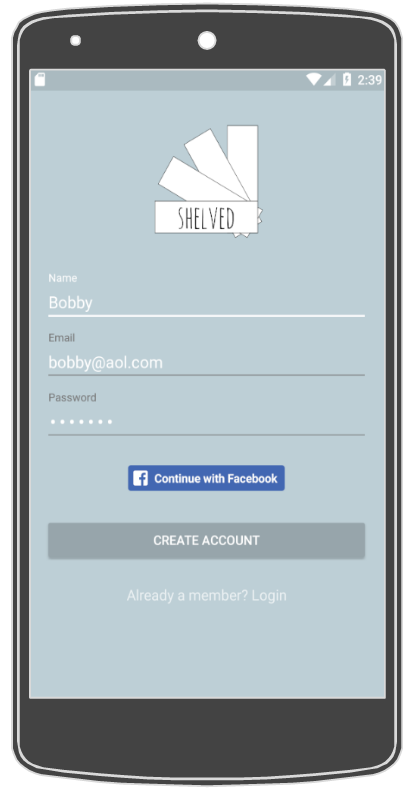 2:39
SHELVED
Name
Bobby
Email
bobby@aol.com
Password
•••••••
Continue with Facebook
CREATE ACCOUNT
Already a member? Login